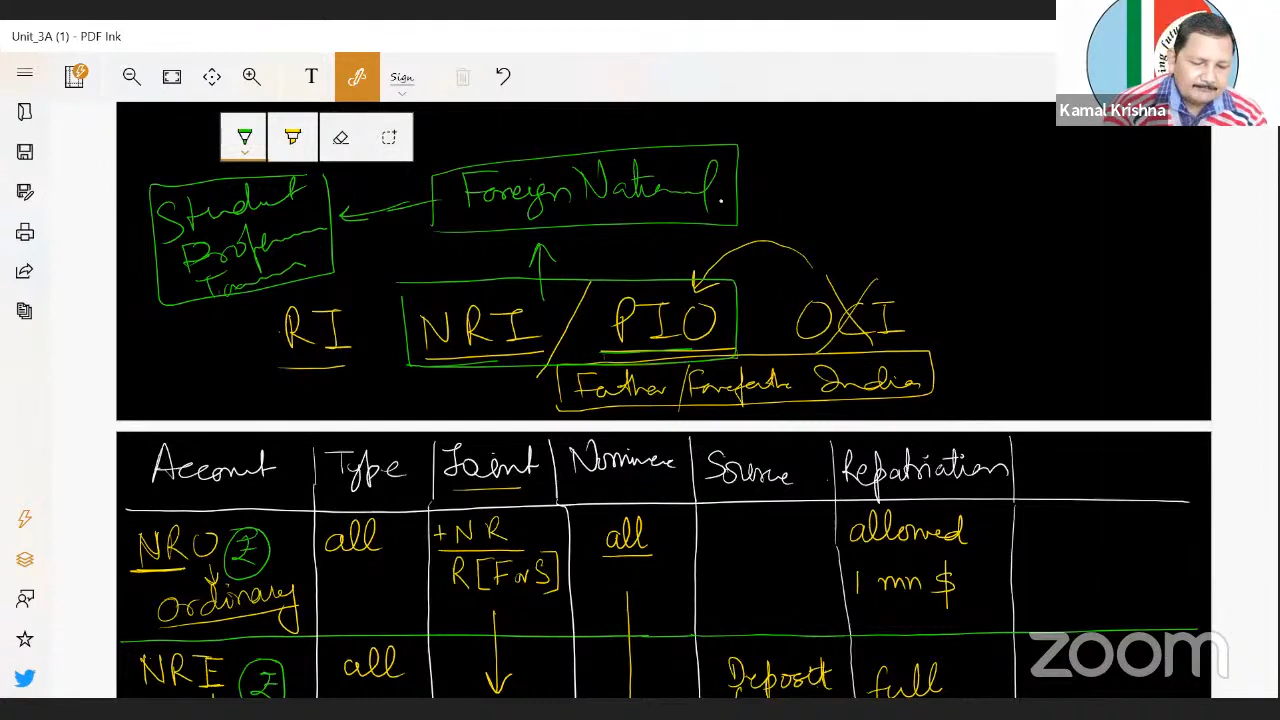 Unit_3A (1) - PDF Ink
T
Sign
Kamal Krishna
Student
Foreign National
RI
NRI / PIO
OCI
Father / Forefather India
Account
Type
Joint
Nominee
Source
Repatriation
NRO ₹
all
+NR
all
allowed
R [F or S]
1 mn $
Ordinary
NRE ₹
all
Deposit
full
zoom